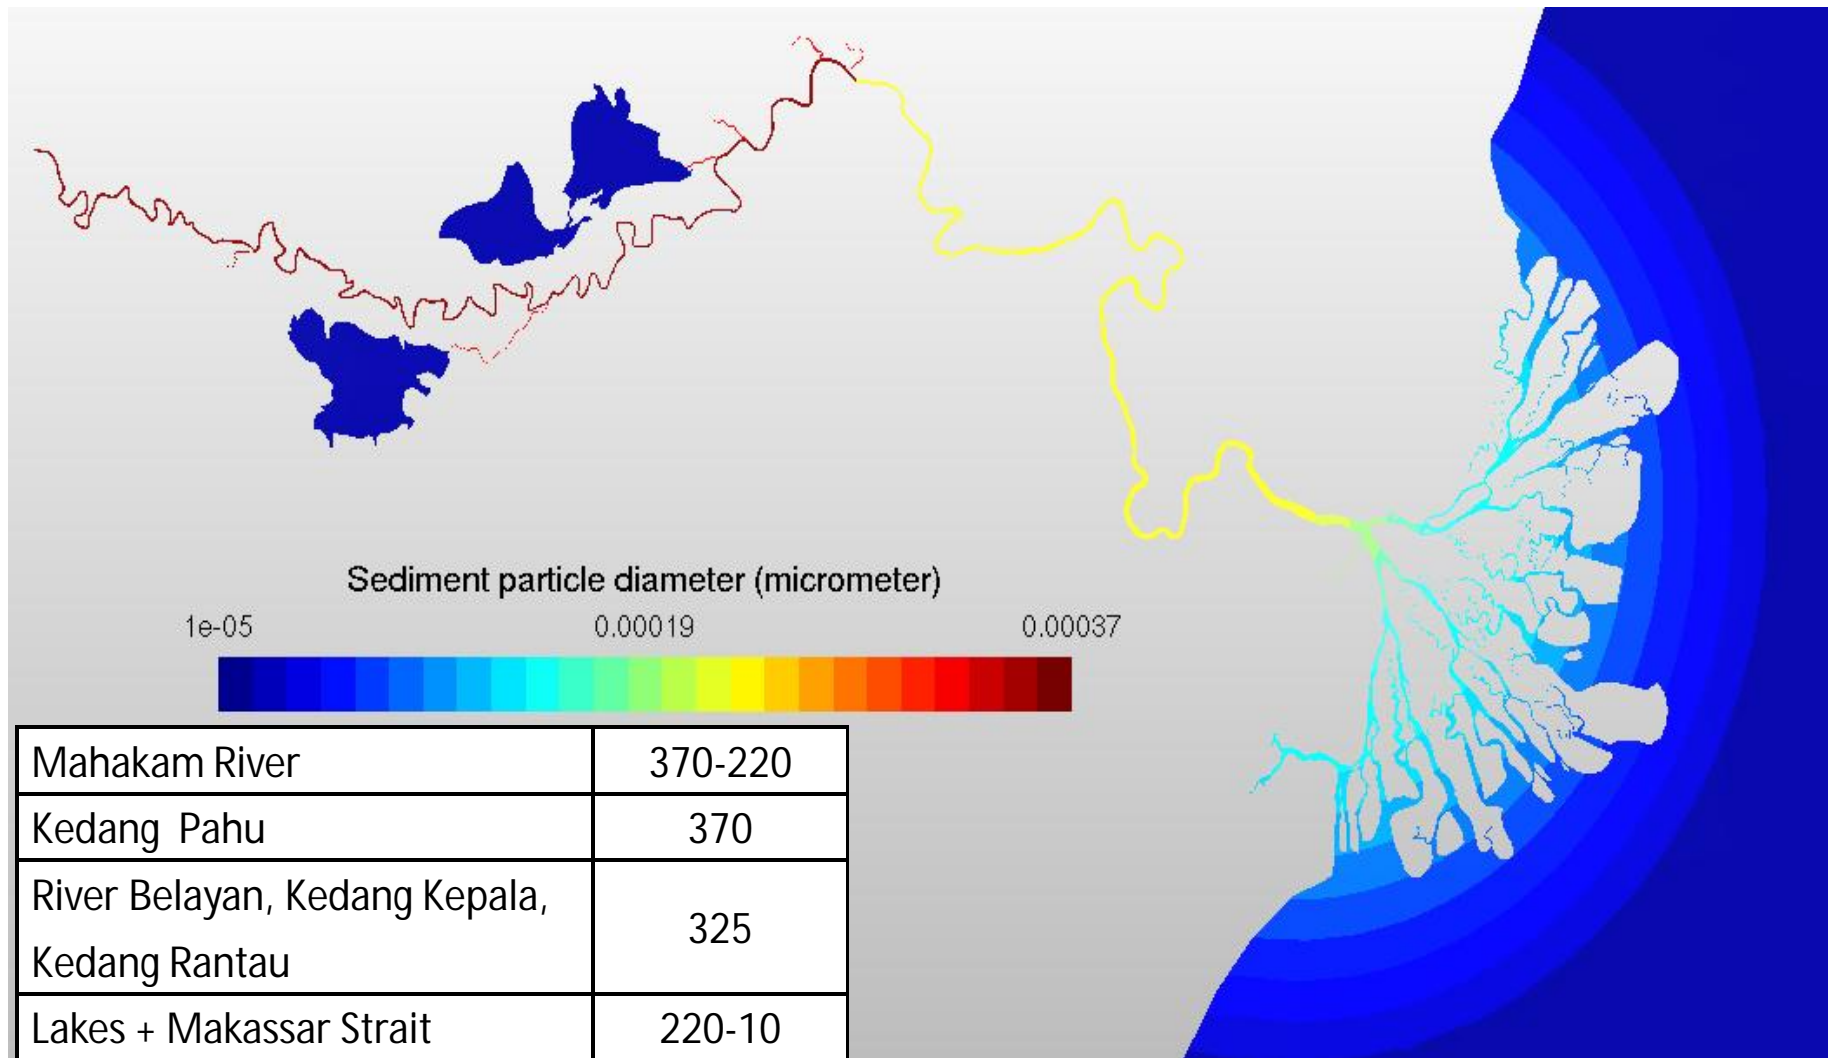 Sediment particle diameter (micrometer)
1e-05 0.00019 0.00037
Mahakam River 370-220
Kedang Pahu 370
River Belayan, Kedang Kepala,
Kedang Rantau 325
Lakes + Makassar Strait 220-10